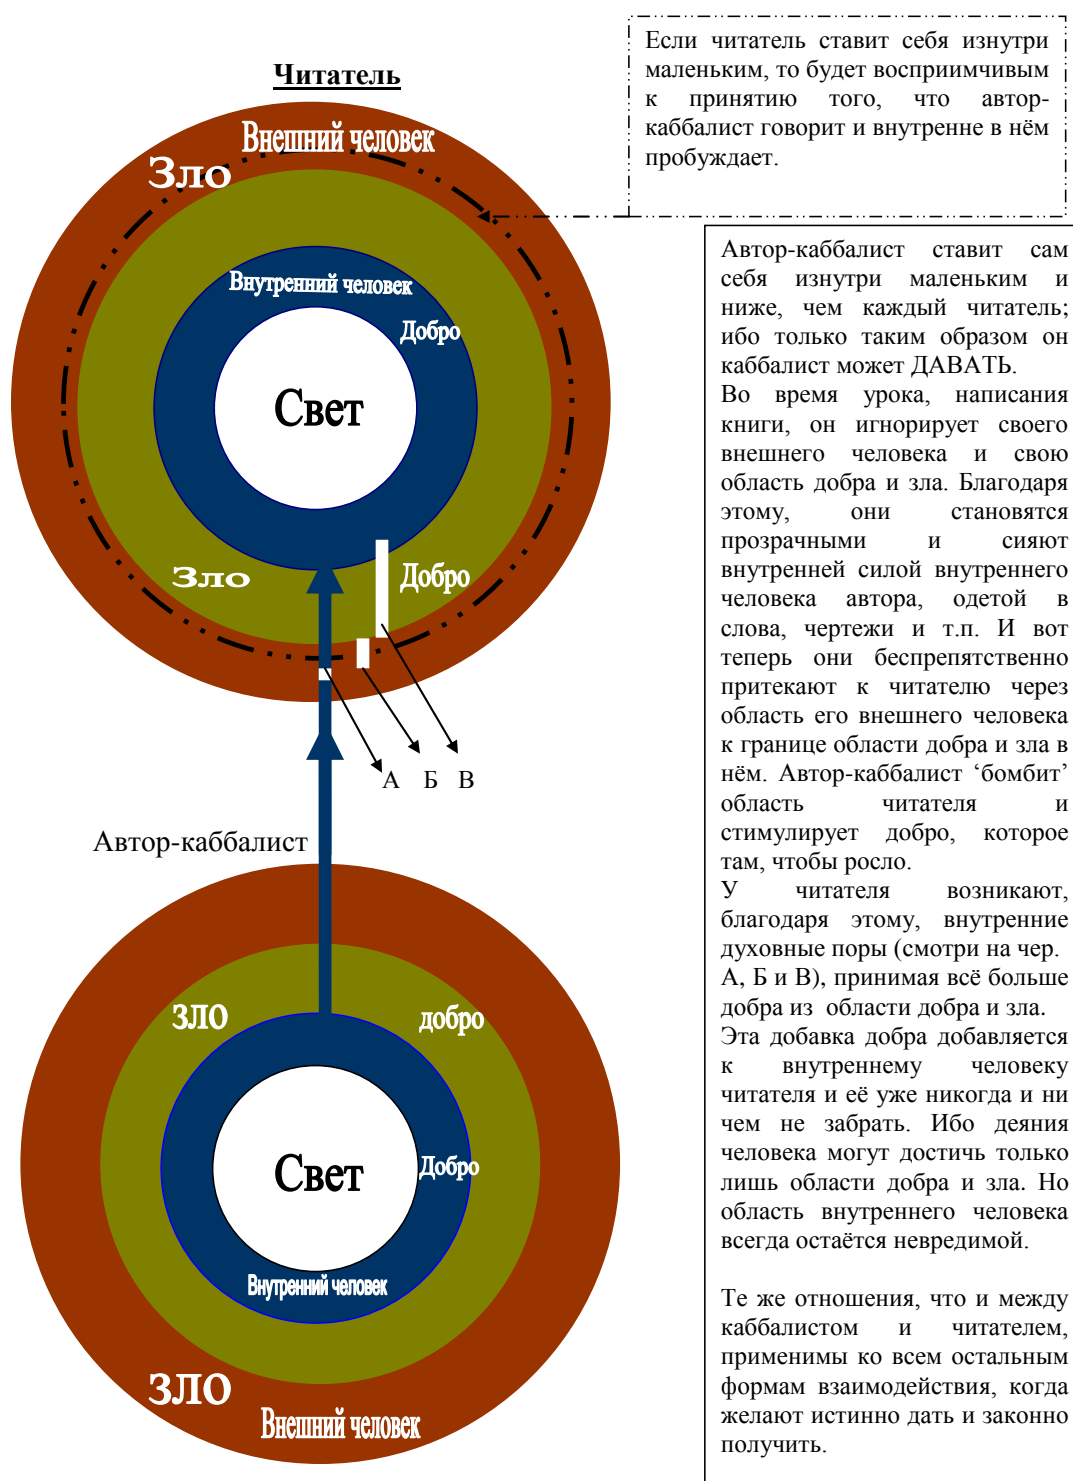 Читатель
Внешний человек
Зло
Внутренний человек
Добро
Свет
Зло
Добро
А Б В
Автор-каббалист
ЗЛО
добро
Свет
Добро
Внутренний человек
ЗЛО
Внешний человек
Если читатель ставит себя изнутри
маленьким, то будет восприимчивым
к принятию того, что автор-
каббалист говорит и внутренне в нём
пробуждает.
Автор-каббалист ставит сам
себя изнутри маленьким и
ниже, чем каждый читатель;
ибо только таким образом он
каббалист может ДАВАТЬ.
Во время урока, написания
книги, он игнорирует своего
внешнего человека и свою
область добра и зла. Благодаря
этому, они становятся
прозрачными и сияют
внутренней силой внутреннего
человека автора, одетой в
слова, чертежи и т.п. И вот
теперь они беспрепятственно
притекают к читателю через
область его внешнего человека
к границе области добра и зла в
нём. Автор-каббалист ‘бомбит’
область читателя и
стимулирует добро, которое
там, чтобы росло.
У читателя возникают,
благодаря этому, внутренние
духовные поры (смотри на чер.
А, Б и В), принимая всё больше
добра из области добра и зла.
Эта добавка добра добавляется
к внутреннему человеку
читателя и её уже никогда и ни
чем не забрать. Ибо деяния
человека могут достичь только
лишь области добра и зла. Но
область внутреннего человека
всегда остаётся невредимой.
Те же отношения, что и между
каббалистом и читателем,
применимы ко всем остальным
формам взаимодействия, когда
желают истинно дать и законно
получить.